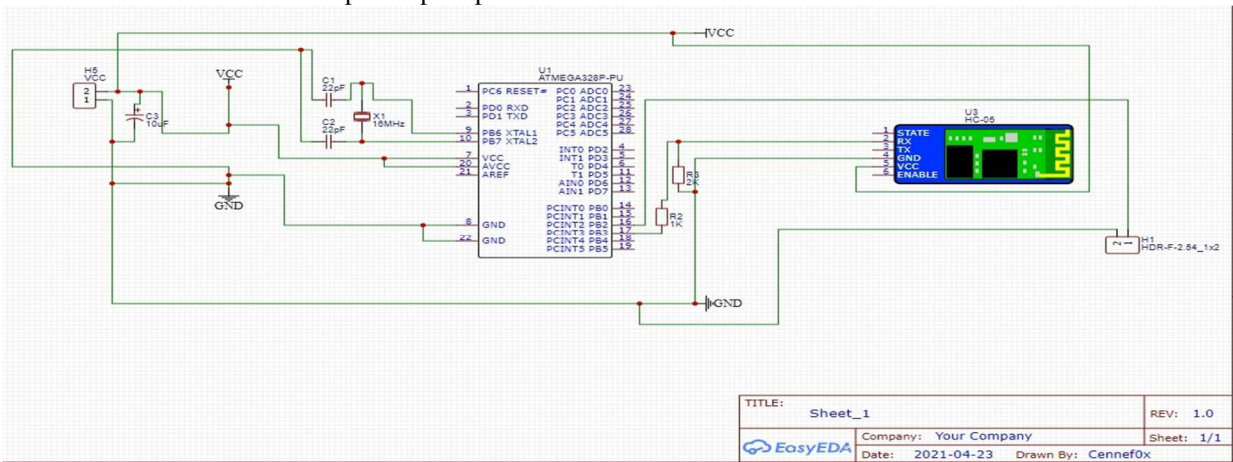 VCC
H5
VCC
2
1
VCC
C3
10uF
C1
22pF
C2
22pF
X1
16MHz
GND
U1
ATMEGA328P-PU
1 PC6 RESET#
2 PD0 RXD
3 PD1 TXD
9 PB6 XTAL1
10 PB7 XTAL2
7 VCC
20 AVCC
21 AREF
8 GND
22 GND
PC0 ADC0 23
PC1 ADC1 24
PC2 ADC2 25
PC3 ADC3 26
PC4 ADC4 27
PC5 ADC5 28
INT0 PD2 4
INT1 PD3 5
T0 PD4 6
T1 PD5 11
AIN0 PD6 12
AIN1 PD7 13
PCINT0 PB0 14
PCINT1 PB1 15
PCINT2 PB2 16
PCINT3 PB3 17
PCINT4 PB4 18
PCINT5 PB5 19
2K
R2
1K
GND
U3
HC-05
1 STATE
2 RX
3 TX
4 GND
5 VCC
6 ENABLE
H1
HDR-F-2.54_1x2
2 1
TITLE:
Sheet_1
REV: 1.0
EasyEDA
Company: Your Company
Sheet: 1/1
Date: 2021-04-23 Drawn By: Cennef0x